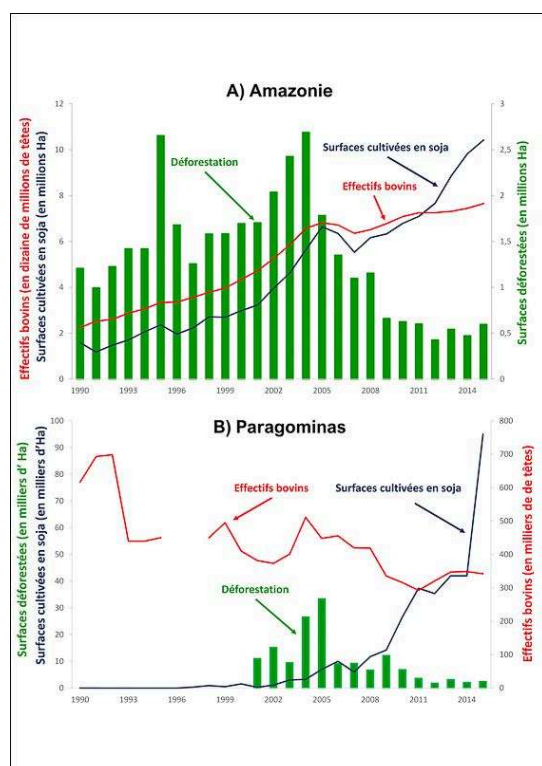 A) Amazonie
Effectifs bovins (en dizaine de millions de têtes)
Surfaces cultivées en soja (en millions Ha)
12
10
8
6
4
2
0
Déforestation
Surfaces cultivées en soja
Effectifs bovins
3
2,5
2
1,5
1
0,5
0
Surfaces déforestées (en millions Ha)
1990 1993 1996 1999 2002 2005 2008 2011 2014
B) Paragominas
Surfaces déforestées (en milliers d' Ha)
Surfaces cultivées en soja (en milliers d'Ha)
100
90
80
70
60
50
40
30
20
10
0
Effectifs bovins
Surfaces cultivées en soja
Déforestation
800
700
600
500
400
300
200
100
0
Effectifs bovins (en milliers de de têtes)
1990 1993 1996 1999 2002 2005 2008 2011 2014